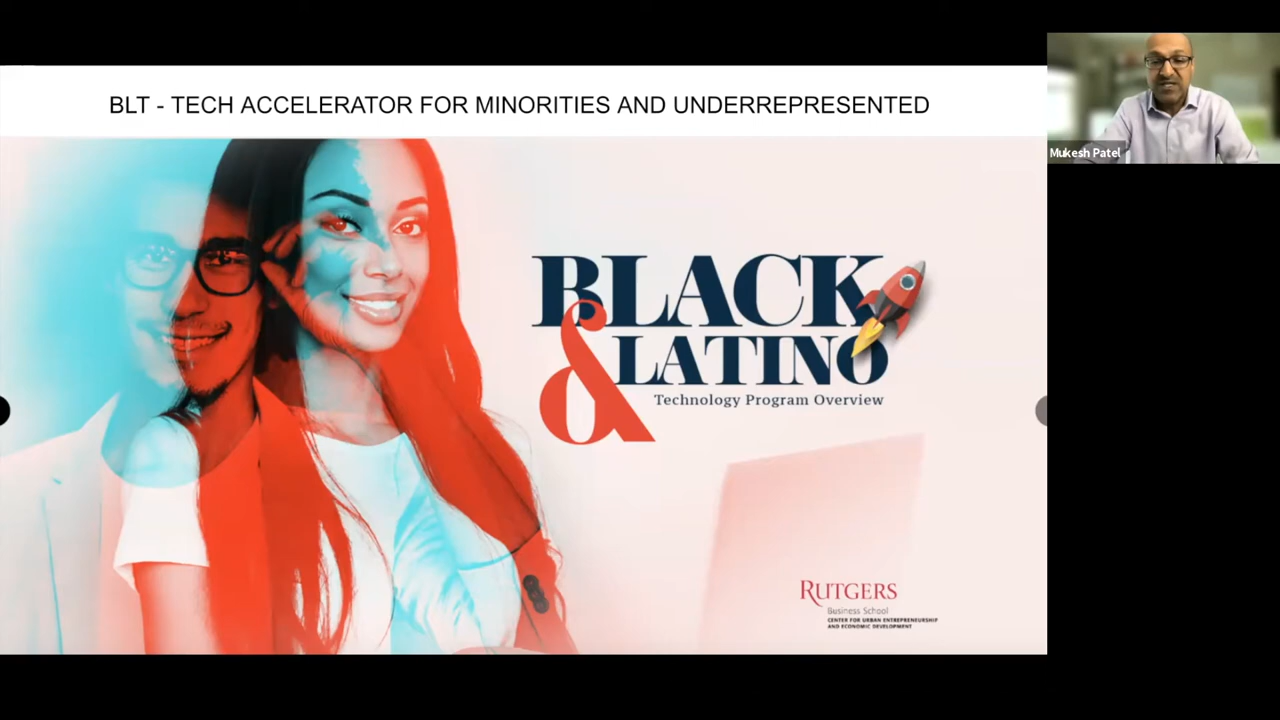 BLT - TECH ACCELERATOR FOR MINORITIES AND UNDERREPRESENTED
Mukesh Patel
BLACK
& LATINO
Technology Program Overview
RUTGERS
Business School
CENTER FOR URBAN ENTREPRENEURSHIP
AND ECONOMIC DEVELOPMENT